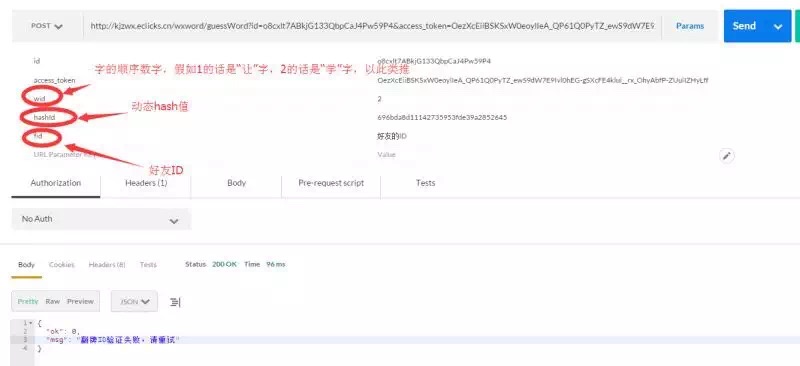 POST
http://kjzwx.eclicks.cn/wxword/guessWord?id=o8cxlt7ABkjG133QbpCaJ4Pw59P4&access_token=OezXcEiiBSKSxW0eoylIeA_QP61Q0PyTZ_ewS9dW7E9
Params
Send
id
o8cxlt7ABkjG133QbpCaJ4Pw59P4
字的顺序数字，假如1的话是“让”字，2的话是“学”字，以此类推
access_token
wid
2
动态hash值
hashId
696bda8d11142735953fde39a2852645
fid
好友的ID
URL Parameter
Value
好友ID
Authorization
Headers (1)
Body
Pre-request script
Tests
No Auth
Body
Cookies
Headers (8)
Tests
Status 200 OK Time 96 ms
Pretty
Raw
Preview
JSON
1 {
2 "ok": 0,
3 "msg": "翻牌ID验证失败，请重试"
4 }